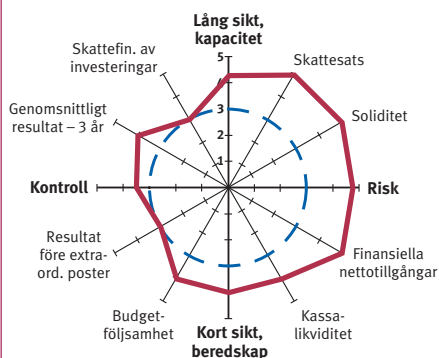 Lång sikt,
kapacitet
Skattefin. av
investeringar
Skattesats
Genomsnittligt
resultat – 3 år
Soliditet
5
4
3
2
1
Kontroll
Risk
Resultat
före extra-
ord. poster
Finansiella
nettotillgångar
Budget-
följsamhet
Kassa-
likviditet
Kort sikt,
beredskap